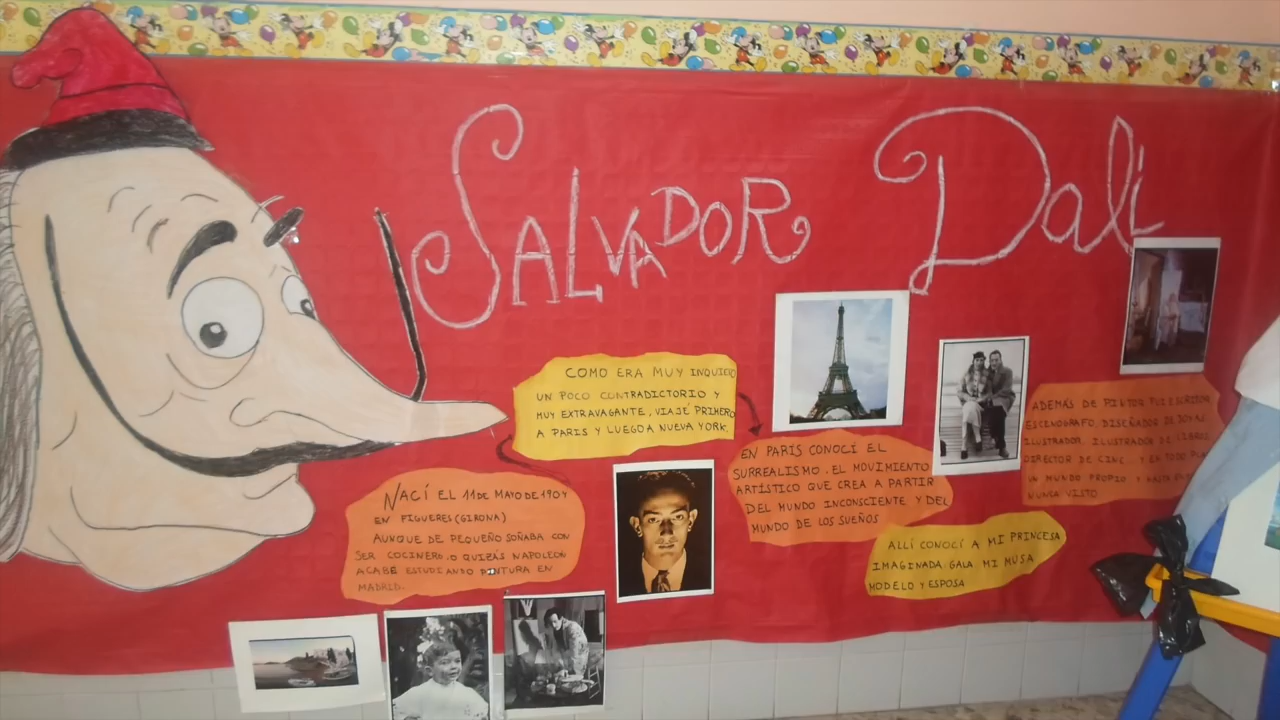 SALVADOR Dalí
NACÍ EL 11 DE MAYO DE 1904
EN FIGUERES (GIRONA)
AUNQUE DE PEQUEÑO SOÑABA CON
SER COCINERO O QUIZÁS NAPOLEÓN
ACABÉ ESTUDIANDO PINTURA EN
MADRID.
COMO ERA MUY INQUIETO
UN POCO CONTRADICTORIO Y
MUY EXTRAVAGANTE, VIAJÉ PRIMERO
A PARIS Y LUEGO A NUEVA YORK.
EN PARÍS CONOCÍ EL
SURREALISMO. EL MOVIMIENTO
ARTÍSTICO QUE CREA A PARTIR
DEL MUNDO INCONSCIENTE Y DEL
MUNDO DE LOS SUEÑOS
ALLÍ CONOCÍ A MI PRINCESA
IMAGINADA: GALA. MI MUSA
MODELO Y ESPOSA
ADEMÁS DE PINTOR FUI ESCRITOR
ESCENOGRAFO, DISEÑADOR DE JOYAS
ILUSTRADOR, ILUSTRADOR DE LIBROS
DIRECTOR DE CINE... Y EN TODO
UN MUNDO PROPIO Y HASTA
NUNCA VISTO